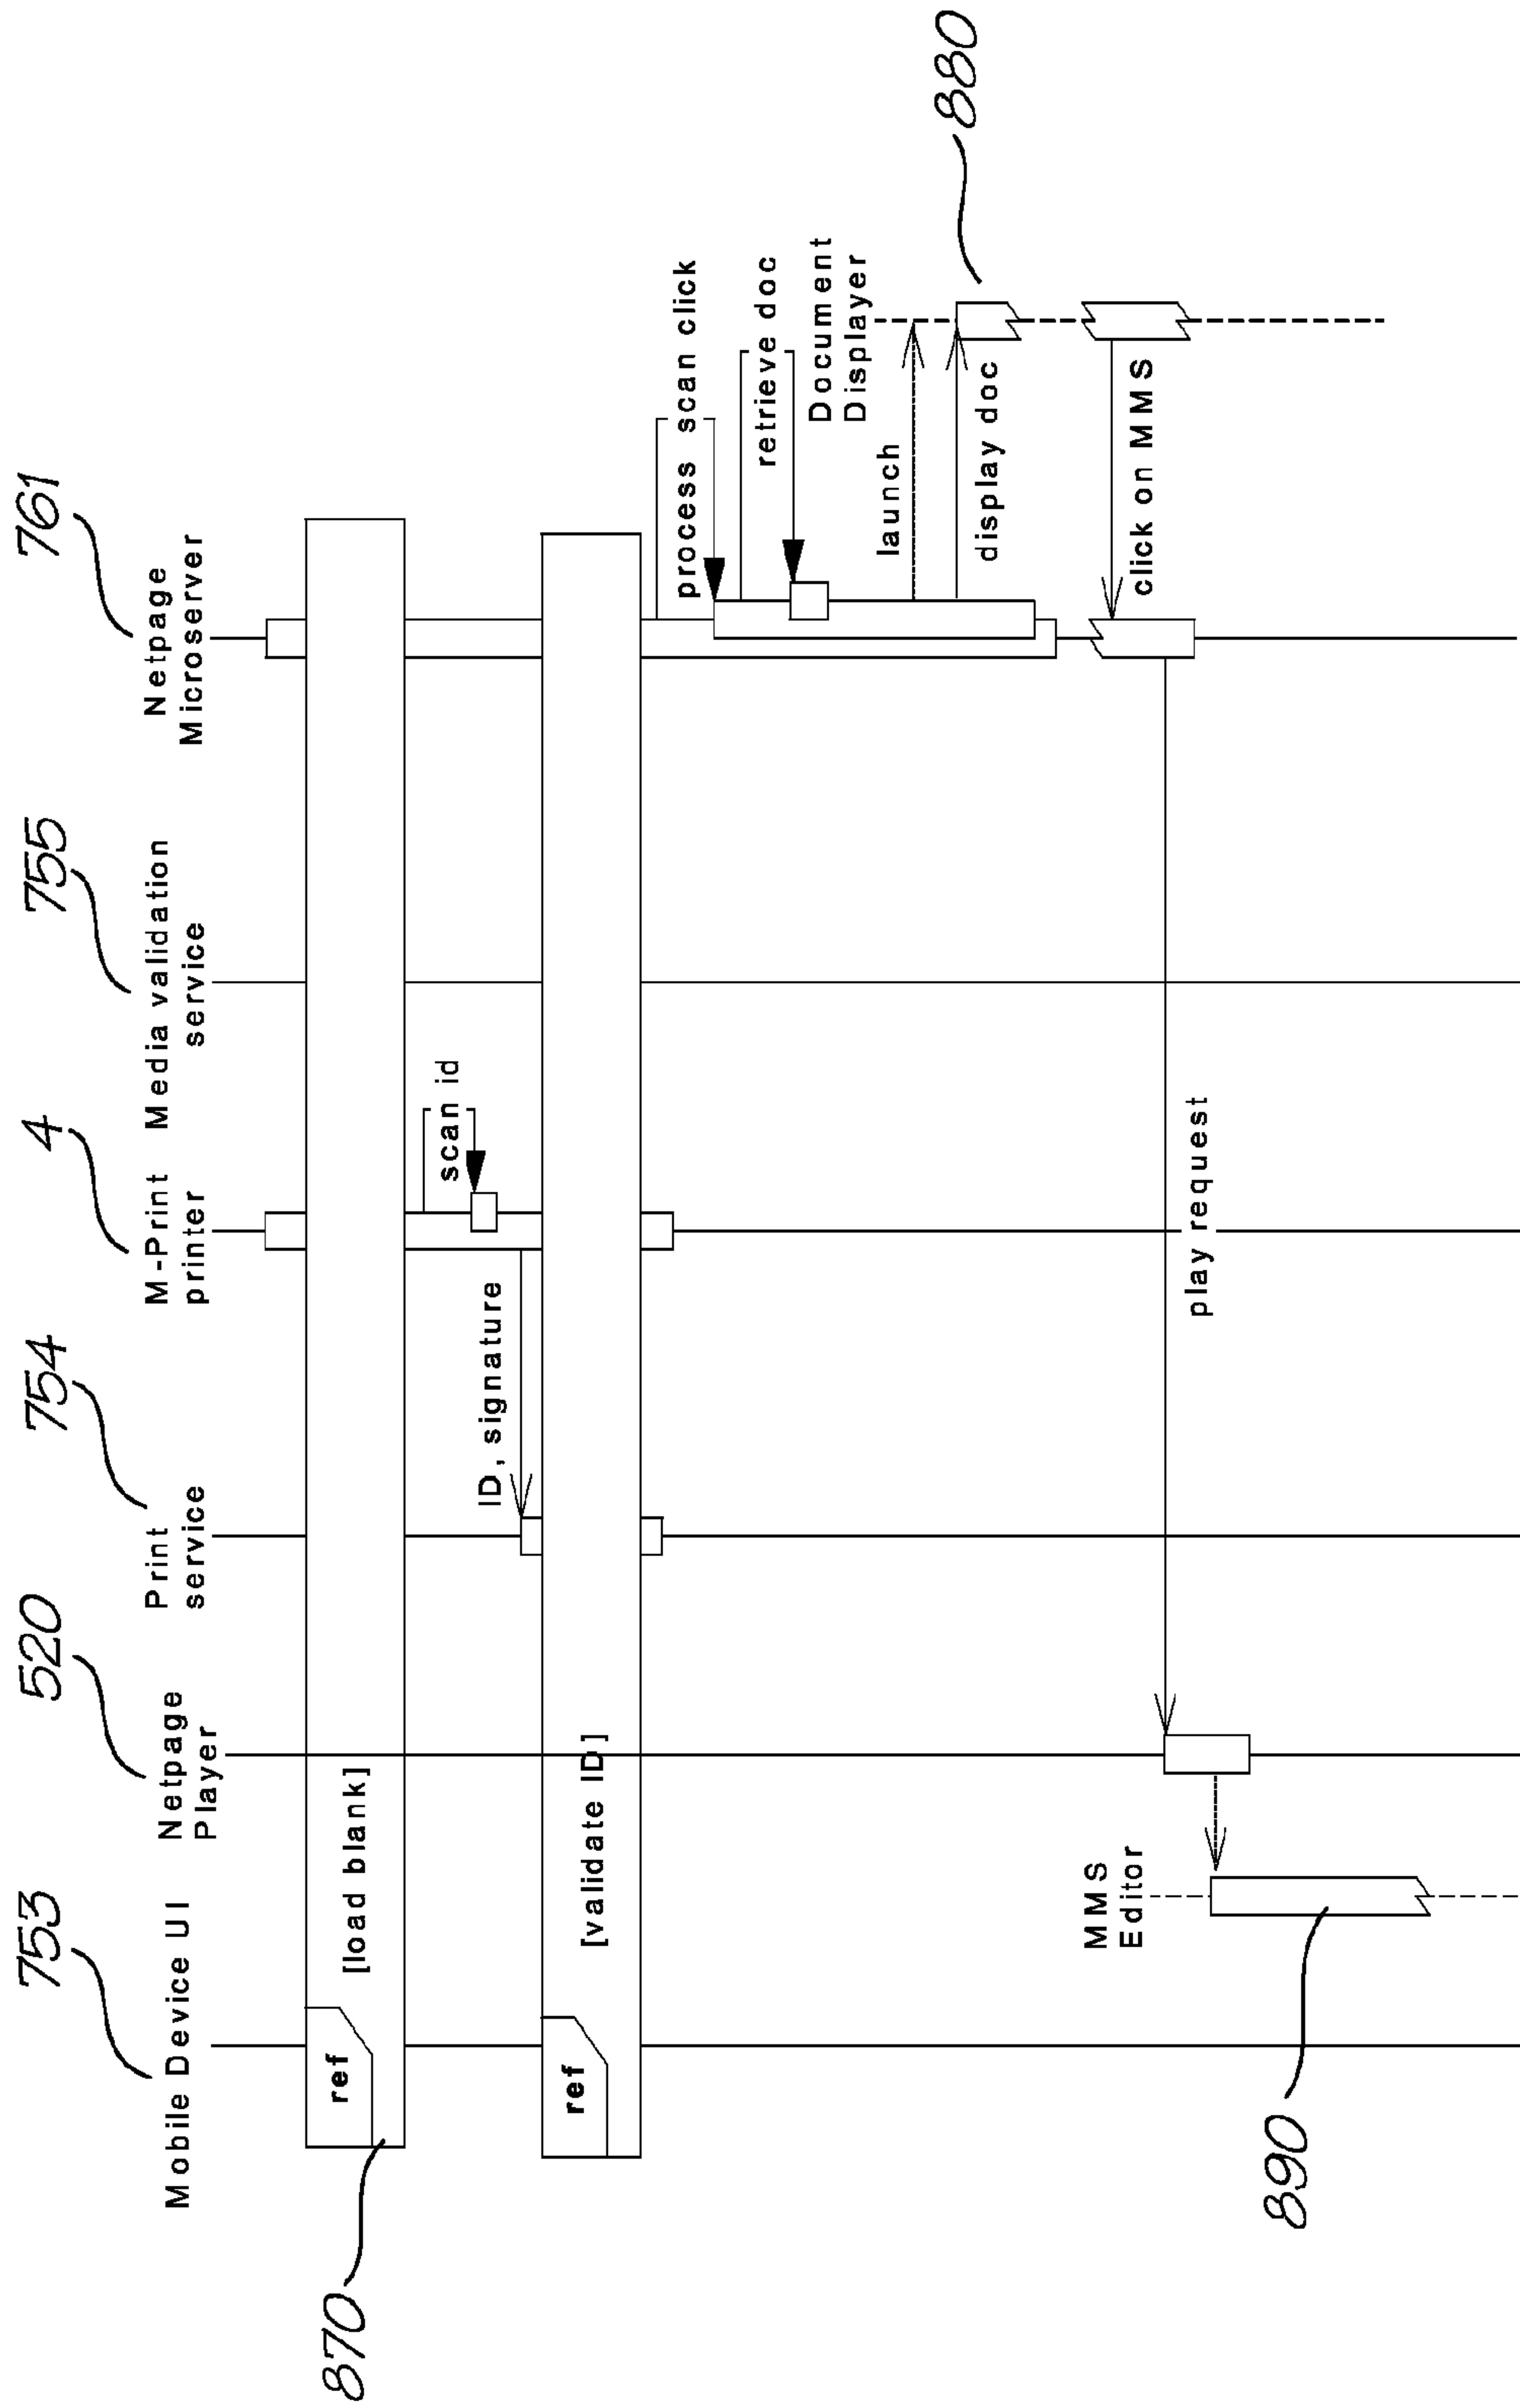 753
520
754
4
755
761
Mobile Device UI
Netpage
Player
Print
service
M-Print
printer
Media validation
service
Netpage
Microserver
870
ref
[load blank]
scan id
ID, signature
ref
[validate ID]
process scan click
retrieve doc
Document
Displayer
launch
display doc
880
click on MMS
play request
MMS
Editor
890